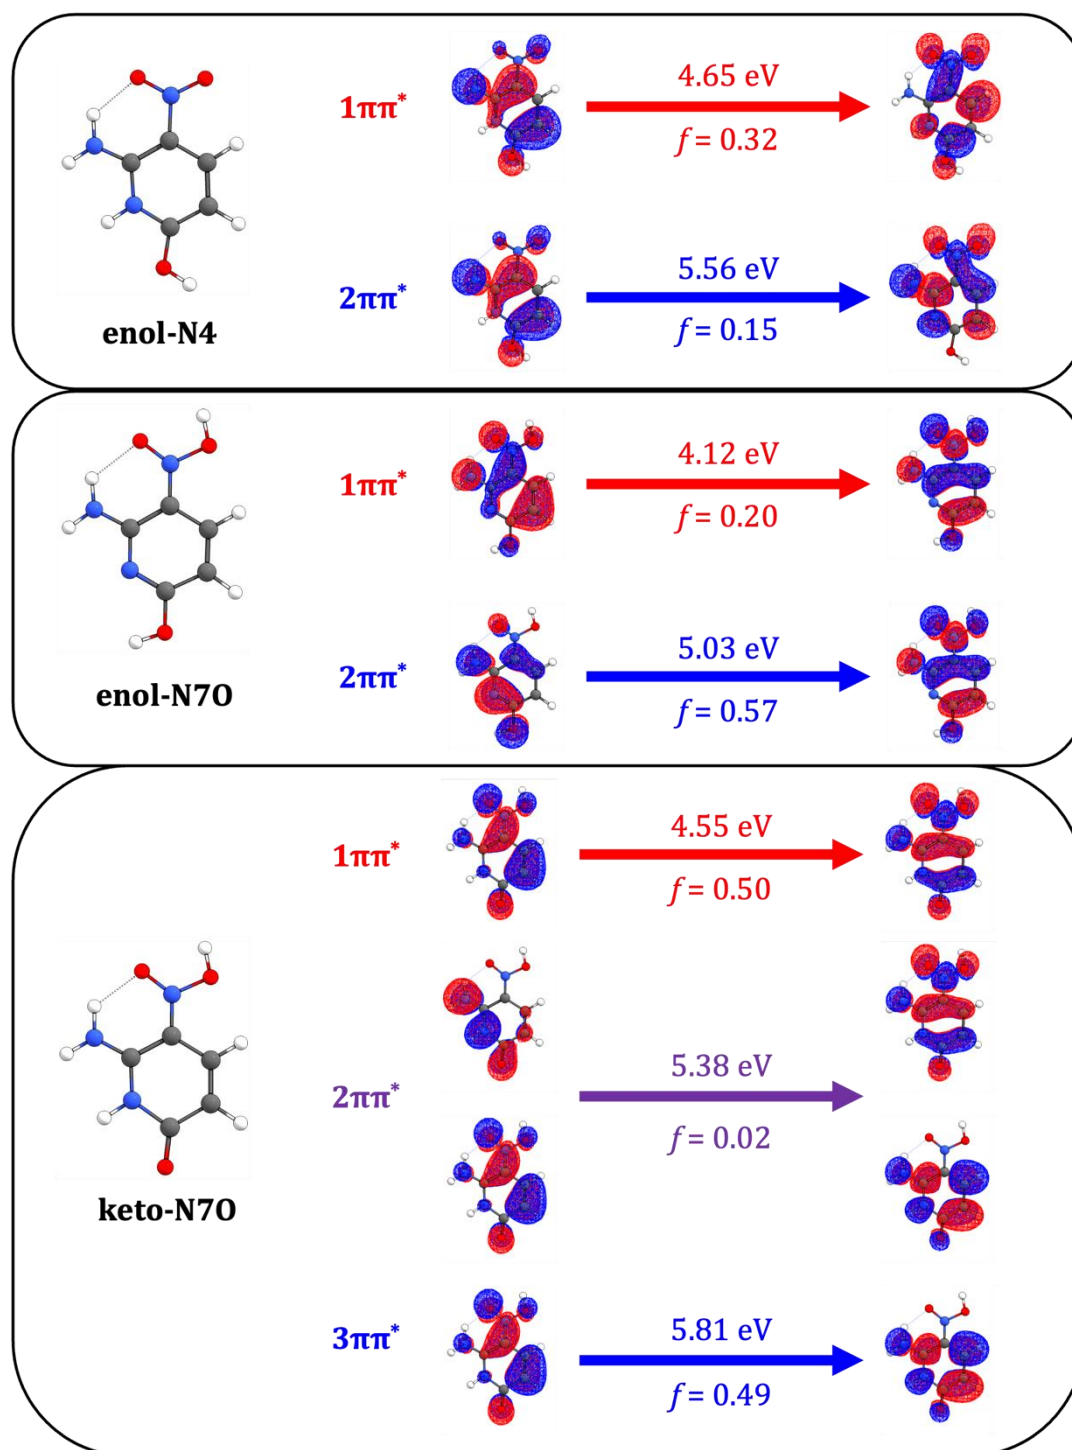 1ππ*
4.65 eV
f = 0.32
2ππ*
5.56 eV
f = 0.15
enol-N4
1ππ*
4.12 eV
f = 0.20
2ππ*
5.03 eV
f = 0.57
enol-N7O
1ππ*
4.55 eV
f = 0.50
2ππ*
5.38 eV
f = 0.02
keto-N7O
3ππ*
5.81 eV
f = 0.49